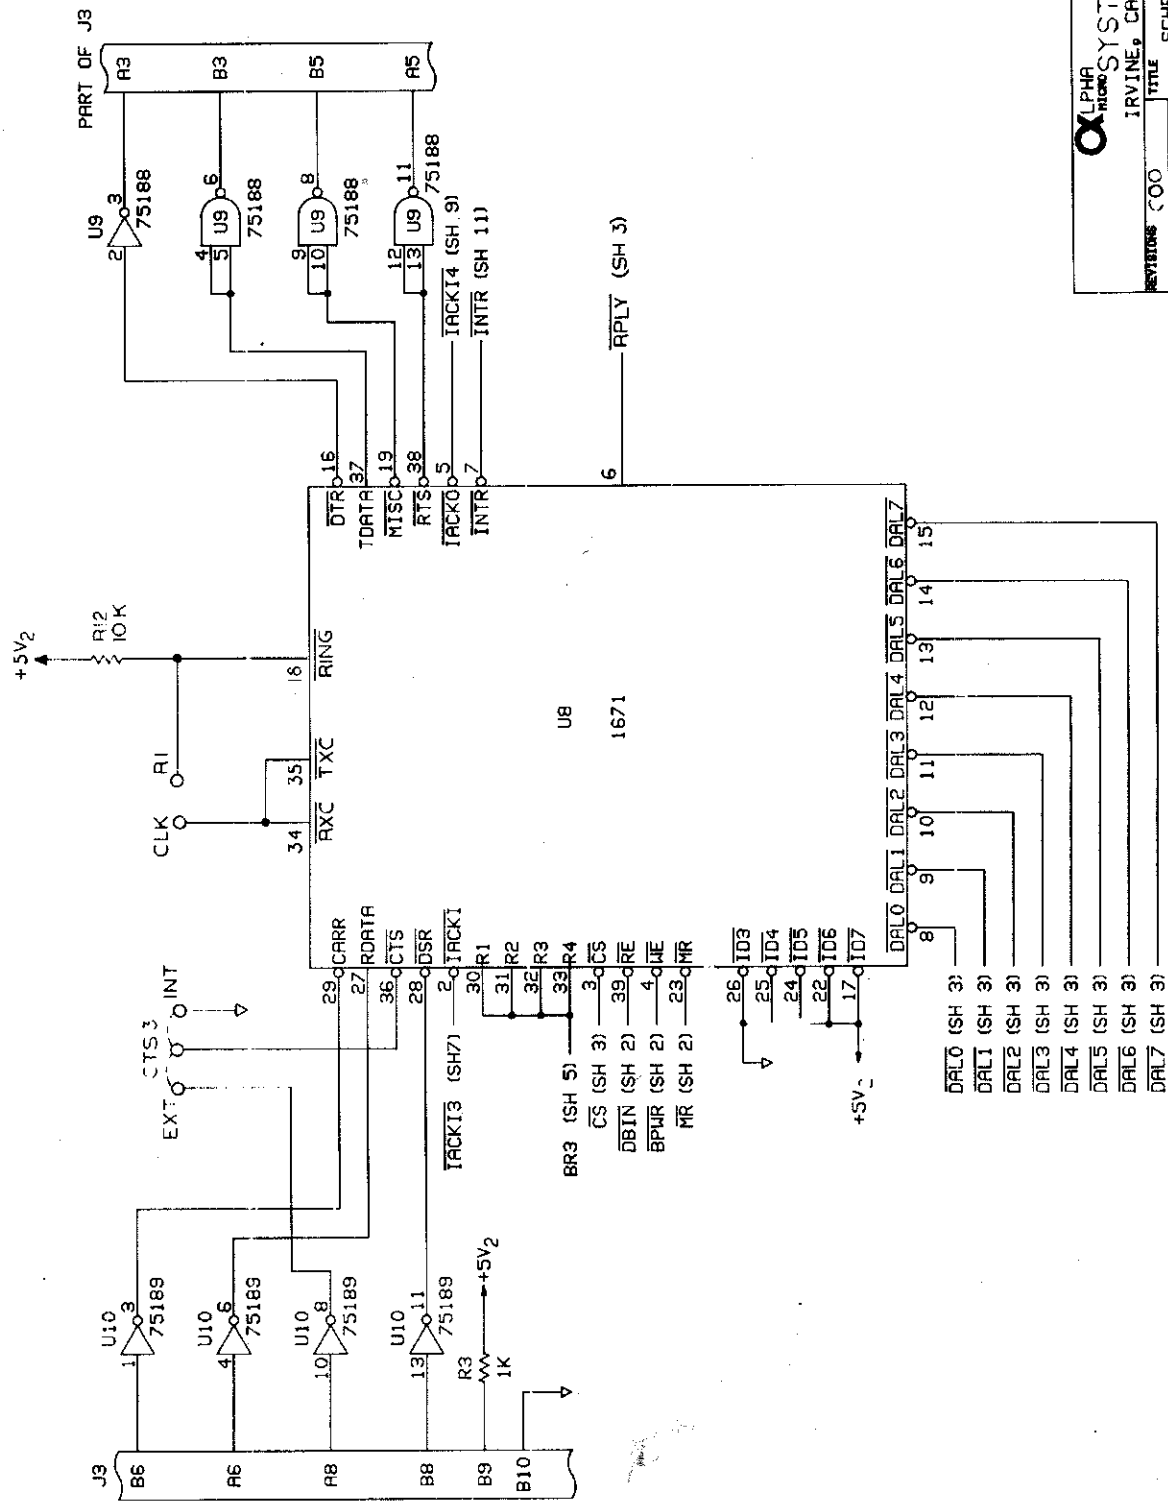 J3
B6
A6
A8
B8
B9
B10
U10
1
3
75189
U10
4
6
75189
U10
10
8
75189
U10
13
11
75189
R3
1K
+5V2
EXT
CTS 3
INT
CLK
RI
+5V2
R12
10K
29 CARR
27 RDATA
36 CTS
28 DSR
2 IACKI
IACKI3 (SH7)
30 R1
31 R2
32 R3
33 R4
BR3 (SH 5)
3 CS
CS (SH 3)
39 RE
DBIN (SH 2)
4 WE
BPWR (SH 2)
23 MR
MR (SH 2)
26 ID3
25 ID4
24 ID5
22 ID6
17 ID7
+5V
34 RXC
35 TXC
18 RING
U8
1671
DTR 16
TDATA 37
MISC 19
RTS 38
IACKO 5
IACKI4 (SH 9)
INTR 7
INTR (SH 11)
6
RPLY (SH 3)
DAL0 8
DAL1 9
DAL2 10
DAL3 11
DAL4 12
DAL5 13
DAL6 14
DAL7 15
DAL0 (SH 3)
DAL1 (SH 3)
DAL2 (SH 3)
DAL3 (SH 3)
DAL4 (SH 3)
DAL5 (SH 3)
DAL6 (SH 3)
DAL7 (SH 3)
U9
2
3
75188
4
5
U9
6
75188
9
10
U9
8
75188
12
13
U9
11
75188
PART OF J3
A3
B3
B5
A5
ALPHA
MICRO SYST
IRVINE, CA
REVISIONS
C00
TITLE
SCHE